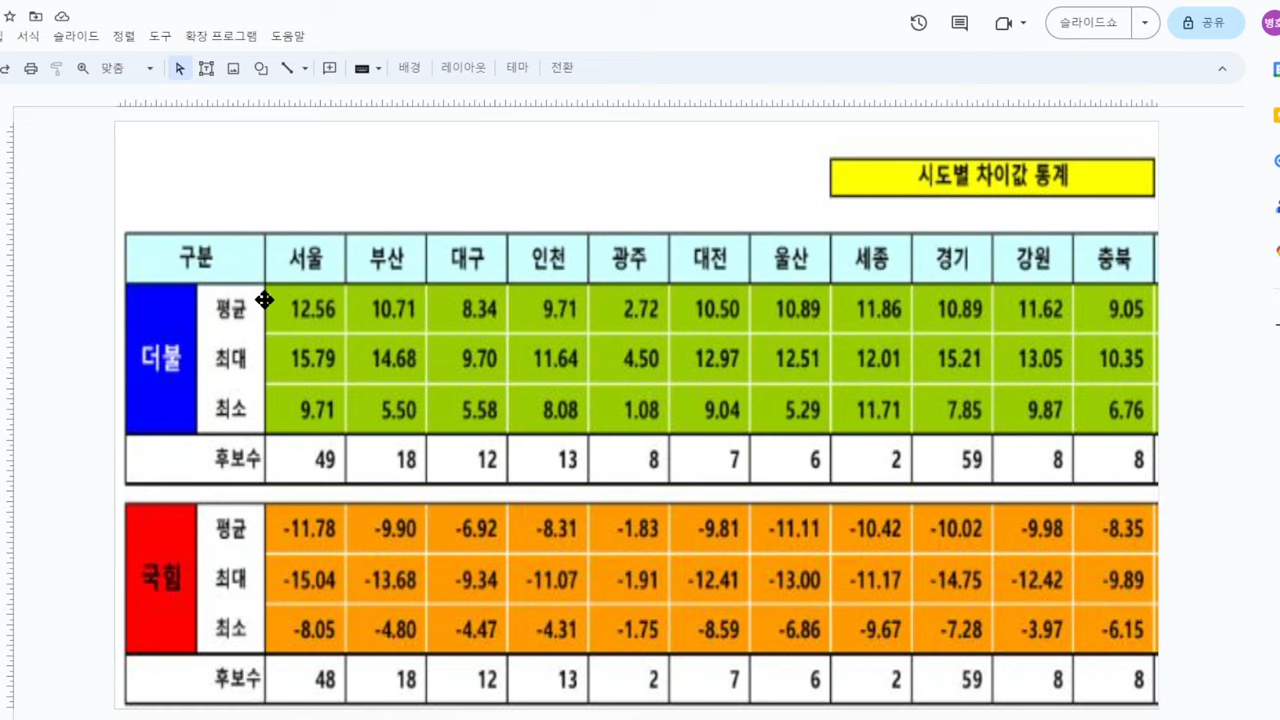 서식 슬라이드 정렬 도구 확장 프로그램 도움말
슬라이드쇼
공유
병호
맞춤
배경 레이아웃 테마 전환
시도별 차이값 통계
구분 서울 부산 대구 인천 광주 대전 울산 세종 경기 강원 충북
더불
평균 12.56 10.71 8.34 9.71 2.72 10.50 10.89 11.86 10.89 11.62 9.05
최대 15.79 14.68 9.70 11.64 4.50 12.97 12.51 12.01 15.21 13.05 10.35
최소 9.71 5.50 5.58 8.08 1.08 9.04 5.29 11.71 7.85 9.87 6.76
후보수 49 18 12 13 8 7 6 2 59 8 8
국힘
평균 -11.78 -9.90 -6.92 -8.31 -1.83 -9.81 -11.11 -10.42 -10.02 -9.98 -8.35
최대 -15.04 -13.68 -9.34 -11.07 -1.91 -12.41 -13.00 -11.17 -14.75 -12.42 -9.89
최소 -8.05 -4.80 -4.47 -4.31 -1.75 -8.59 -6.86 -9.67 -7.28 -3.97 -6.15
후보수 48 18 12 13 2 7 6 2 59 8 8